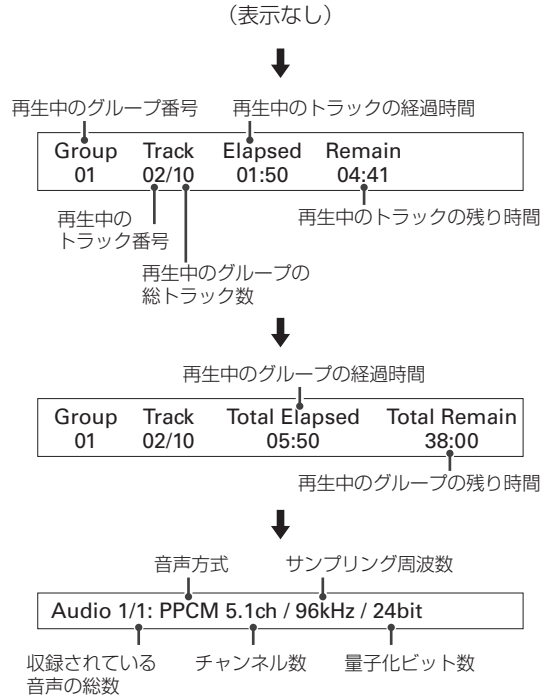 (表示なし)
再生中のグループ番号 再生中のトラックの経過時間
Group Track Elapsed Remain
01 02/10 01:50 04:41
再生中の
トラック番号
再生中のトラックの残り時間
再生中のグループの
総トラック数
再生中のグループの経過時間
Group Track Total Elapsed Total Remain
01 02/10 05:50 38:00
再生中のグループの残り時間
音声方式 サンプリング周波数
Audio 1/1: PPCM 5.1ch / 96kHz / 24bit
収録されている
音声の総数
チャンネル数 量子化ビット数